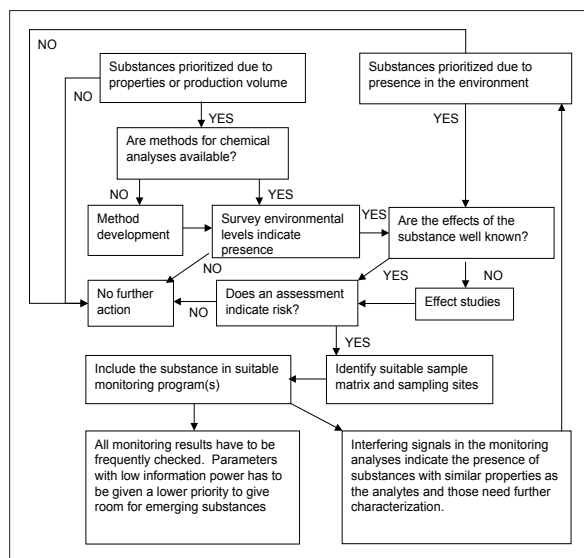 NO
Substances prioritized due to
properties or production volume
Substances prioritized due to
presence in the environment
NO
YES
YES
Are methods for chemical
analyses available?
NO
YES
Method
development
Survey environmental
levels indicate
presence
YES
Are the effects of the
substance well known?
NO
YES
NO
No further
action
NO
Does an assessment
indicate risk?
Effect studies
YES
Include the substance in suitable
monitoring program(s)
Identify suitable sample
matrix and sampling sites
All monitoring results have to be
frequently checked. Parameters
with low information power has to
be given a lower priority to give
room for emerging substances
Interfering signals in the monitoring
analyses indicate the presence of
substances with similar properties as
the analytes and those need further
characterization.